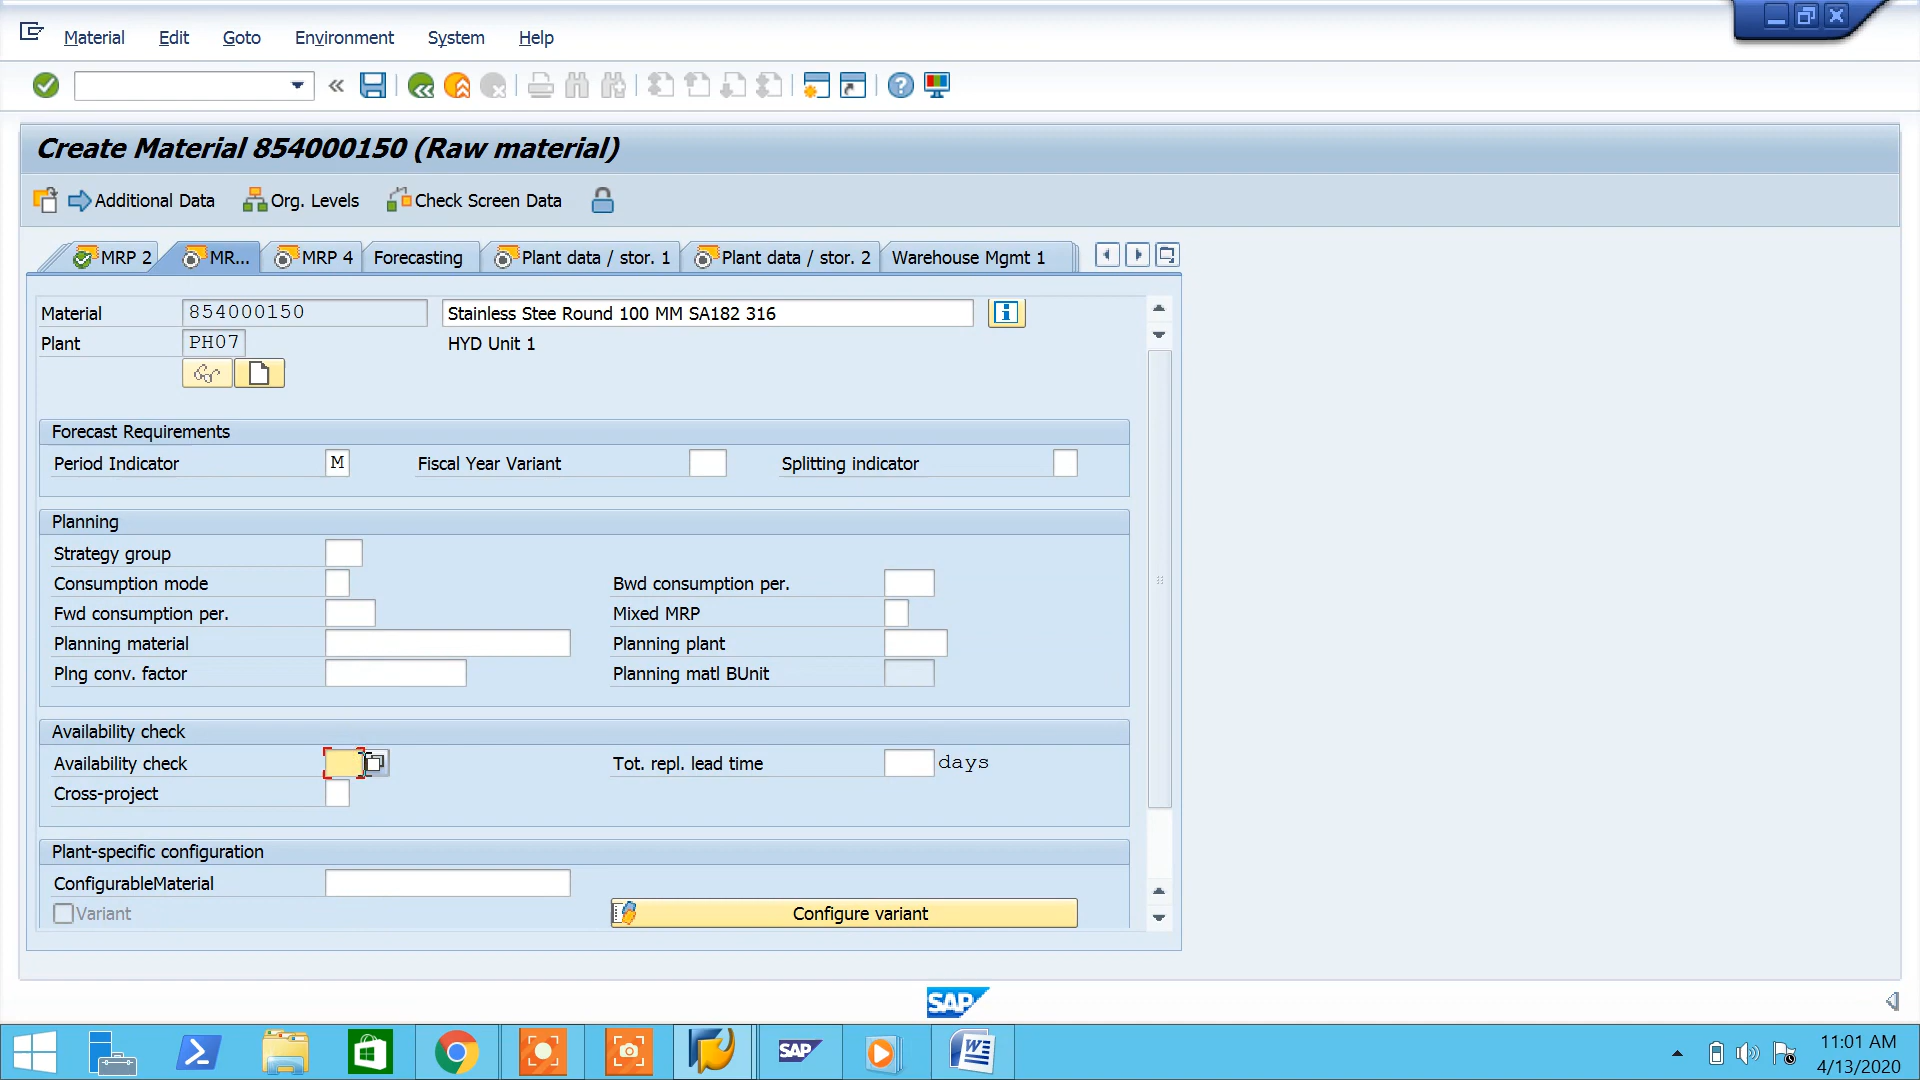 Material Edit Goto Environment System Help
Create Material 854000150 (Raw material)
Additional Data Org. Levels Check Screen Data
MRP 2 MR... MRP 4 Forecasting Plant data / stor. 1 Plant data / stor. 2 Warehouse Mgmt 1
Material 854000150 Stainless Stee Round 100 MM SA182 316
Plant PH07 HYD Unit 1
Forecast Requirements
Period Indicator M Fiscal Year Variant Splitting indicator
Planning
Strategy group
Consumption mode Bwd consumption per.
Fwd consumption per. Mixed MRP
Planning material Planning plant
Plng conv. factor Planning matl BUnit
Availability check
Availability check Tot. repl. lead time days
Cross-project
Plant-specific configuration
ConfigurableMaterial
Variant Configure variant
SAP
SAP
11:01 AM
4/13/2020